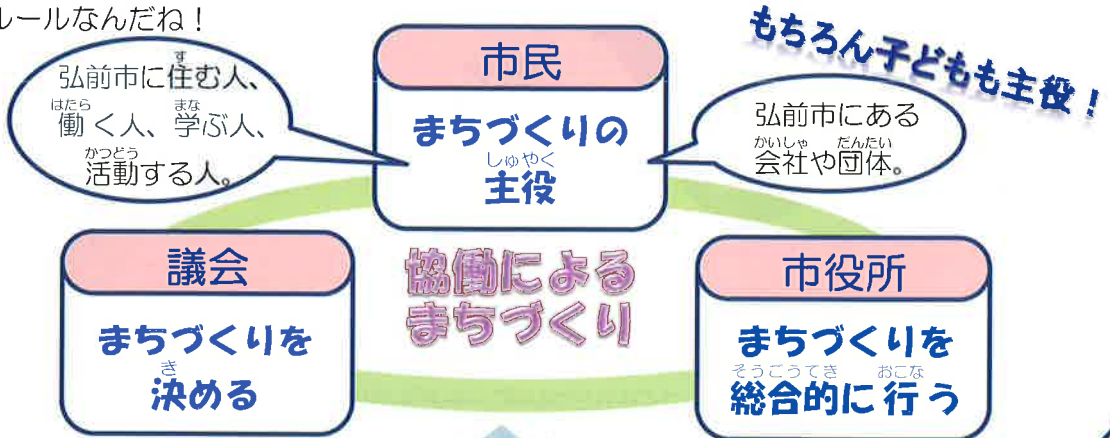 ルールなんだね！
もちろん子どもも主役！
弘前市に住む人、
働く人、学ぶ人、
活動する人。
市民
まちづくりの
主役
弘前市にある
会社や団体。
議会
まちづくりを
決める
協働による
まちづくり
市役所
まちづくりを
総合的に行う